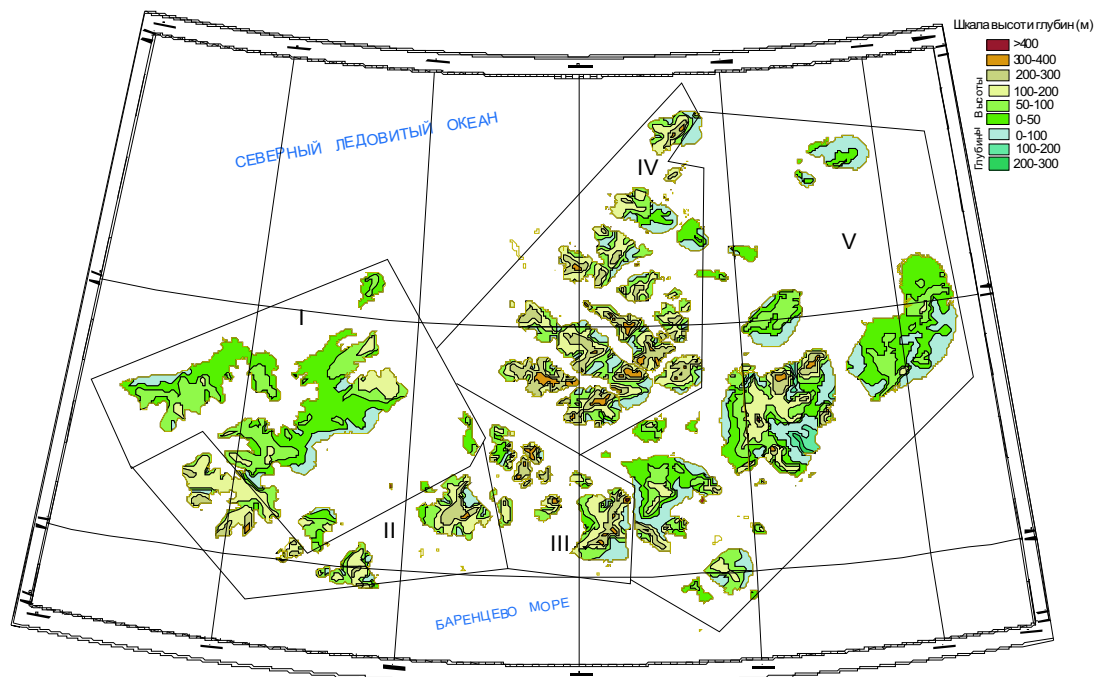 Шкала высот и глубин (м)
>400
300-400
200-300
100-200
50-100
0-50
0-100
100-200
200-300
Высоты
Глубины
СЕВЕРНЫЙ ЛЕДОВИТЫЙ ОКЕАН
IV
V
I
II
III
БАРЕНЦЕВО МОРЕ